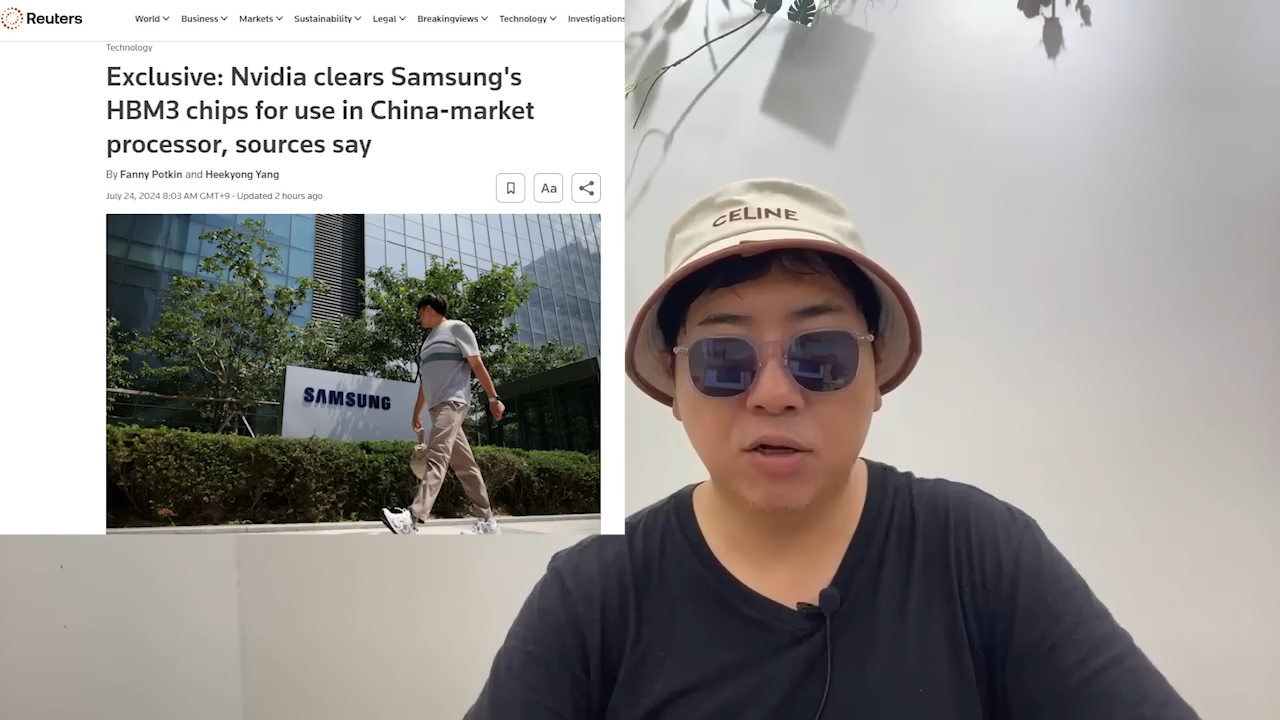 Reuters
World Business Markets Sustainability Legal Breakingviews Technology Investigations
Technology
Exclusive: Nvidia clears Samsung's
HBM3 chips for use in China-market
processor, sources say
By Fanny Potkin and Heekyong Yang
July 24, 2024 8:03 AM GMT+9 · Updated 2 hours ago
Aa
SAMSUNG
CELINE